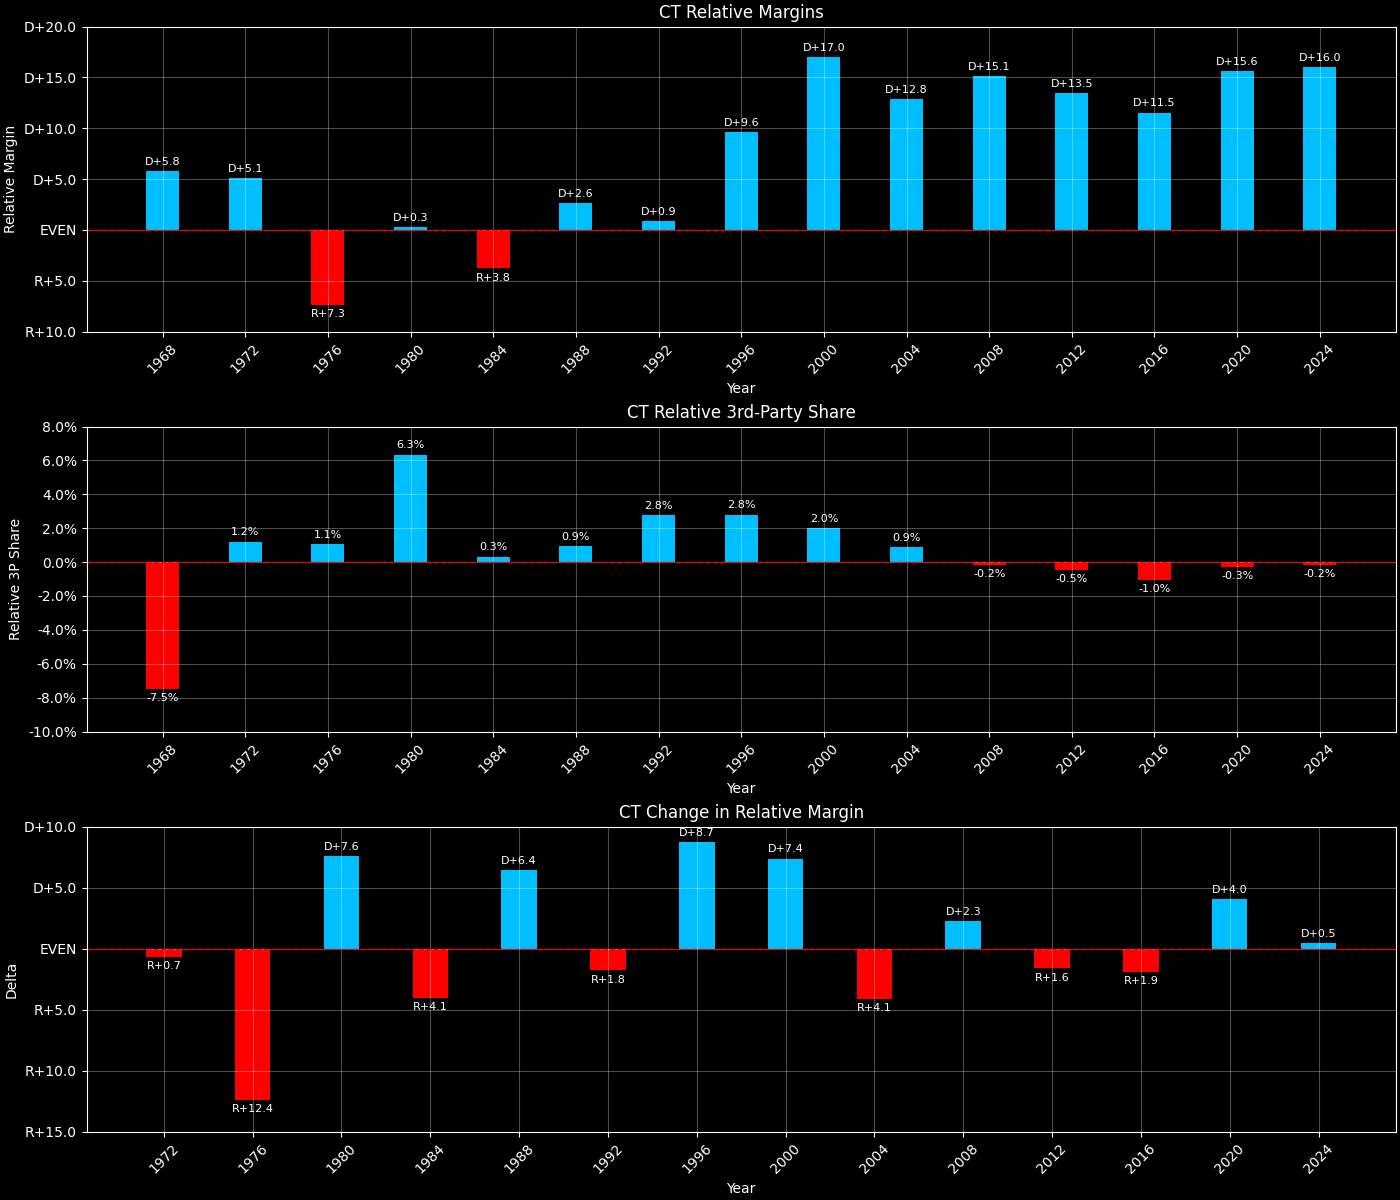 CT Relative Margins
D+20.0
D+15.0
D+10.0
D+5.0
EVEN
R+5.0
R+10.0
Relative Margin
D+5.8
D+5.1
R+7.3
D+0.3
R+3.8
D+2.6
D+0.9
D+9.6
D+17.0
D+12.8
D+15.1
D+13.5
D+11.5
D+15.6
D+16.0
1968
1972
1976
1980
1984
1988
1992
1996
2000
2004
2008
2012
2016
2020
2024
Year
CT Relative 3rd-Party Share
8.0%
6.0%
4.0%
2.0%
0.0%
-2.0%
-4.0%
-6.0%
-8.0%
-10.0%
Relative 3P Share
-7.5%
1.2%
1.1%
6.3%
0.3%
0.9%
2.8%
2.8%
2.0%
0.9%
-0.2%
-0.5%
-1.0%
-0.3%
-0.2%
1968
1972
1976
1980
1984
1988
1992
1996
2000
2004
2008
2012
2016
2020
2024
Year
CT Change in Relative Margin
D+10.0
D+5.0
EVEN
R+5.0
R+10.0
R+15.0
Delta
R+0.7
R+12.4
D+7.6
R+4.1
D+6.4
R+1.8
D+8.7
D+7.4
R+4.1
D+2.3
R+1.6
R+1.9
D+4.0
D+0.5
1972
1976
1980
1984
1988
1992
1996
2000
2004
2008
2012
2016
2020
2024
Year